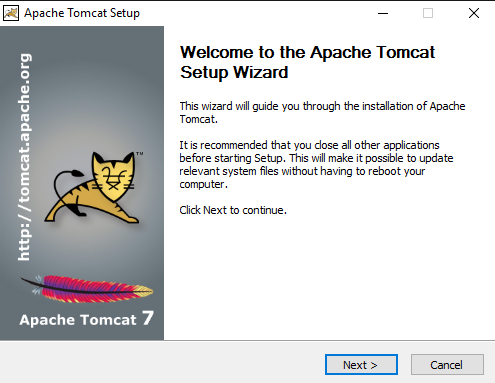 Apache Tomcat Setup
http://tomcat.apache.org
TM
Apache Tomcat 7
Welcome to the Apache Tomcat
Setup Wizard
This wizard will guide you through the installation of Apache
Tomcat.
It is recommended that you close all other applications
before starting Setup. This will make it possible to update
relevant system files without having to reboot your
computer.
Click Next to continue.
Next >
Cancel